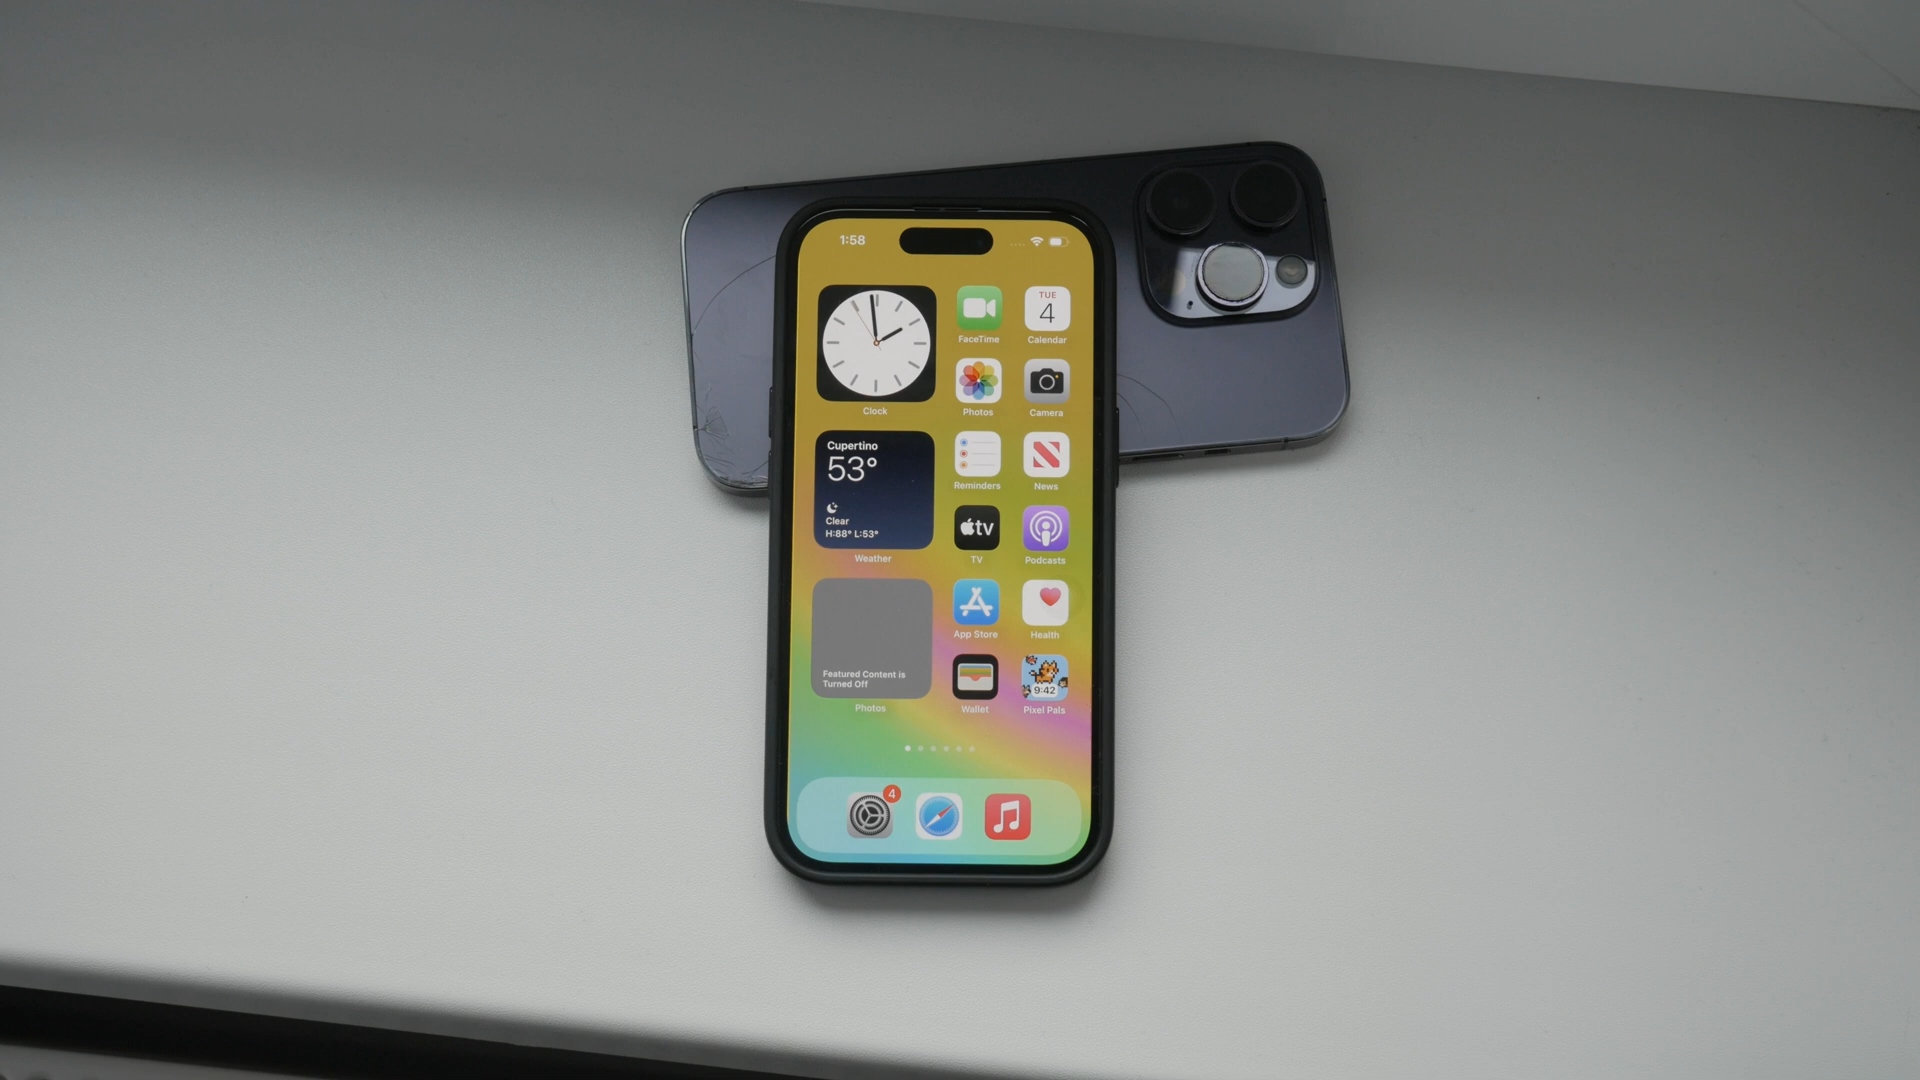 1:58
Clock
FaceTime
TUE
4
Calendar
Photos
Camera
Cupertino
53°
Clear
H:88° L:53°
Weather
Reminders
News
tv
TV
Podcasts
Featured Content is
Turned Off
Photos
App Store
Health
Wallet
9:42
Pixel Pals
4